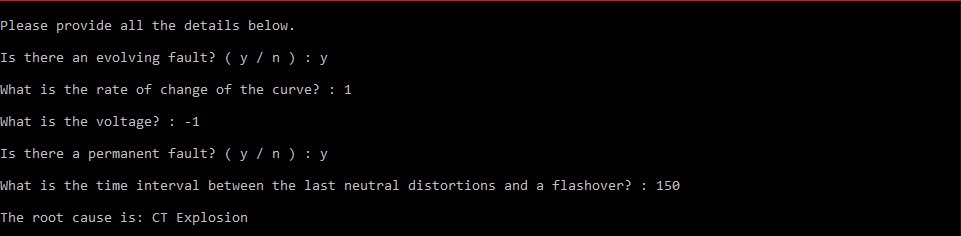 Please provide all the details below.
Is there an evolving fault? ( y / n ) : y
What is the rate of change of the curve? : 1
What is the voltage? : -1
Is there a permanent fault? ( y / n ) : y
What is the time interval between the last neutral distortions and a flashover? : 150
The root cause is: CT Explosion